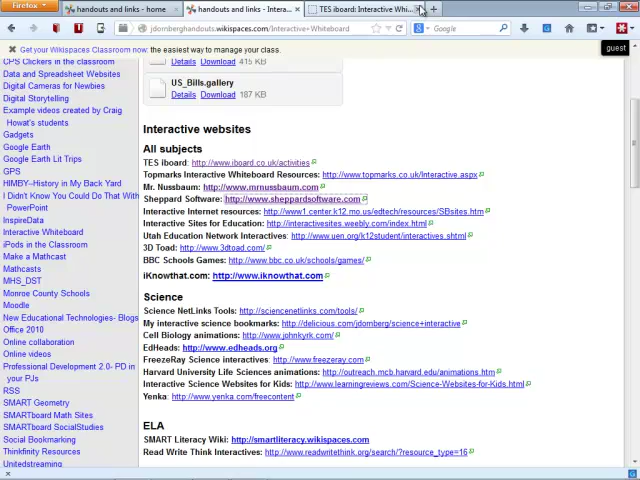 Firefox
handouts and links - home
handouts and links - Intera...
TES iboard: Interactive Whi...
jdornberghandouts.wikispaces.com/Interactive+Whiteboard
Google
Get your Wikispaces Classroom now: the easiest way to manage your class.
guest
CPS Clickers in the classroom
Data and Spreadsheet Websites
Digital Cameras for Newbies
Digital Storytelling
Example videos created by Craig
Howat's students
Gadgets
Google Earth
Google Earth Lit Trips
GPS
HIMBY--History in My Back Yard
I Didn't Know You Could Do That With
PowerPoint
InspireData
Interactive Whiteboard
iPods in the Classroom
Make a Mathcast
Mathcasts
MHS_DST
Monroe County Schools
Moodle
New Educational Technologies- Blogs
Office 2010
Online collaboration
Online videos
Professional Development 2.0- PD in
your PJs
RSS
SMART Geometry
SMARTboard Math Sites
SMARTboard SocialStudies
Social Bookmarking
Thinkfinity Resources
Unitedstreaming
Details Download 415 KB
US_Bills.gallery
Details Download 187 KB
Interactive websites
All subjects
TES iboard: http://www.iboard.co.uk/activities
Topmarks Interactive Whiteboard Resources: http://www.topmarks.co.uk/Interactive.aspx
Mr. Nussbaum: http://www.mrnussbaum.com
Sheppard Software: http://www.sheppardsoftware.com
Interactive Internet resources: http://www1.center.k12.mo.us/edtech/resources/SBsites.htm
Interactive Sites for Education: http://interactivesites.weebly.com/index.html
Utah Education Network Interactives: http://www.uen.org/k12student/interactives.shtml
3D Toad: http://www.3dtoad.com/
BBC Schools Games: http://www.bbc.co.uk/schools/games/
iKnowthat.com: http://www.iknowthat.com
Science
Science NetLinks Tools: http://sciencenetlinks.com/tools/
My interactive science bookmarks: http://delicious.com/jdornberg/science+interactive
Cell Biology animations: http://www.johnkyrk.com/
EdHeads: http://www.edheads.org
FreezeRay Science interactives: http://www.freezeray.com
Harvard University Life Sciences animations: http://outreach.mcb.harvard.edu/animations.htm
Interactive Science Websites for Kids: http://www.learningreviews.com/Science-Websites-for-Kids.html
Yenka: http://www.yenka.com/freecontent
ELA
SMART Literacy Wiki: http://smartliteracy.wikispaces.com
Read Write Think Interactives: http://www.readwritethink.org/search/?resource_type=16